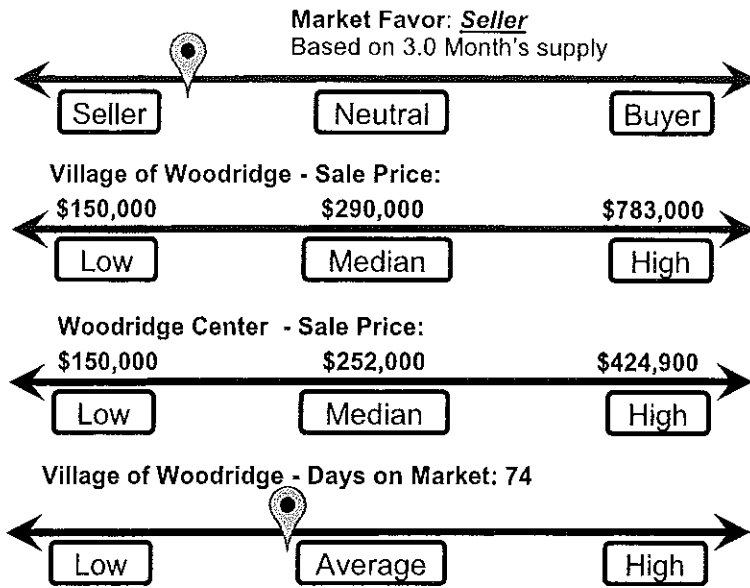 Market Favor: Seller
Based on 3.0 Month's supply
Seller Neutral Buyer
Village of Woodridge - Sale Price:
$150,000 $290,000 $783,000
Low Median High
Woodridge Center - Sale Price:
$150,000 $252,000 $424,900
Low Median High
Village of Woodridge - Days on Market: 74
Low Average High